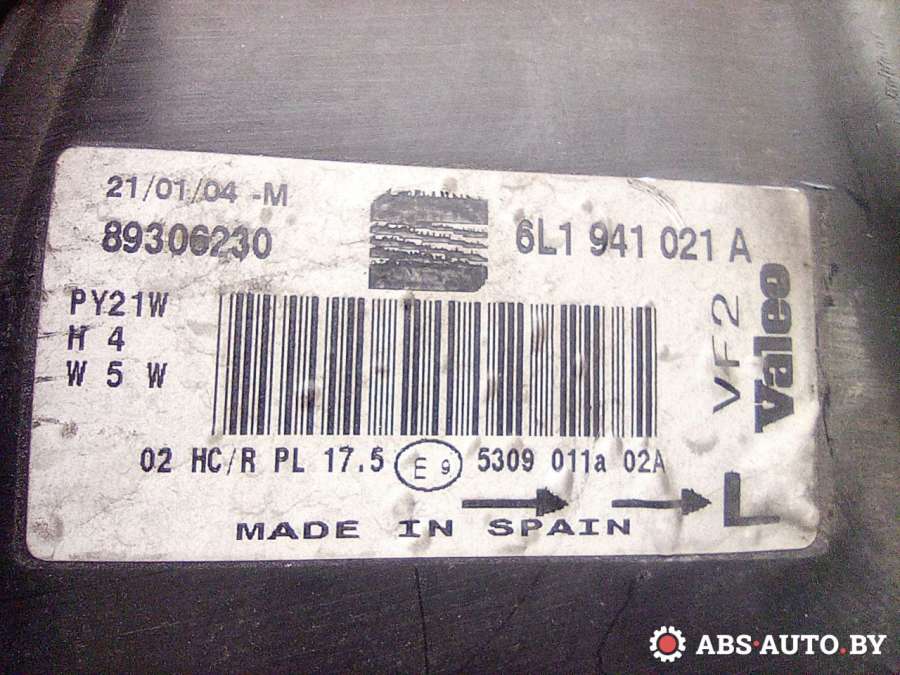 21/01/04 -M
89306230
6L1 941 021 A
PY21W
H 4
W 5 W
VF2
Valeo
02 HC/R PL 17.5 E 9 5309 011a 02A
L
MADE IN SPAIN
ABS-AUTO.BY